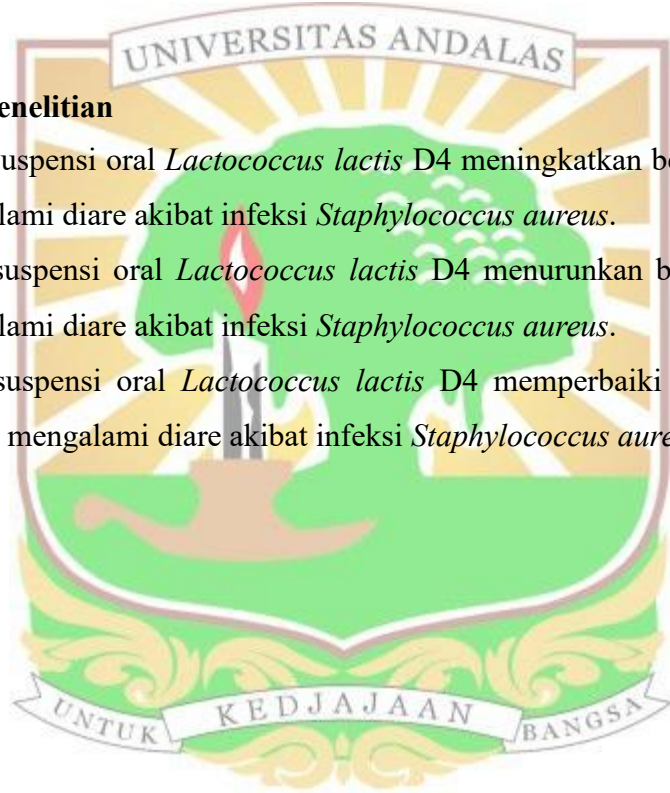 UNIVERSITAS ANDALAS
enelitian
suspensi oral Lactococcus lactis D4 meningkatkan be
lami diare akibat infeksi Staphylococcus aureus.
suspensi oral Lactococcus lactis D4 menurunkan b
lami diare akibat infeksi Staphylococcus aureus.
suspensi oral Lactococcus lactis D4 memperbaiki
mengalami diare akibat infeksi Staphylococcus aure
UNTUK KEDJAJAAN BANGSA